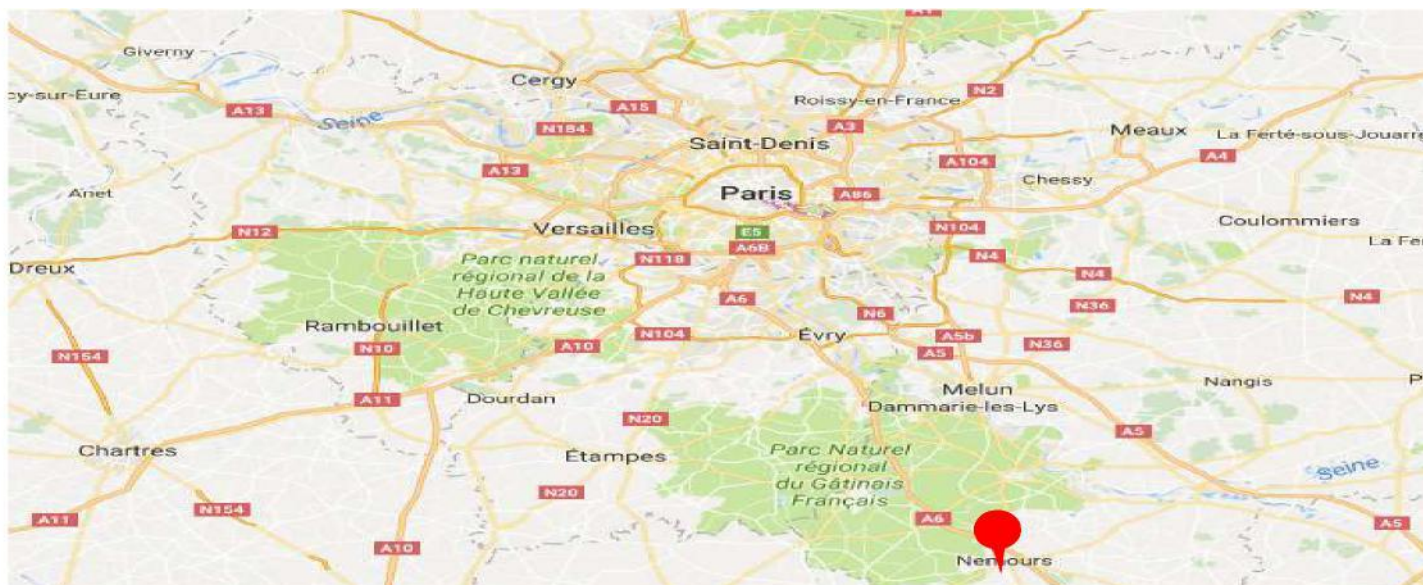 A1
Giverny
Cergy
N2
cy-sur-Eure
A13
A15
Roissy-en-France
Seine
N184
A3
Meaux
La Ferté-sous-Jouarre
Saint-Denis
A13
A104
A4
Anet
Paris
A86
Chessy
Versailles
E5
N104
Coulommiers
N12
A6B
La Fe
Dreux
Parc naturel
régional de la
Haute Vallée
de Chevreuse
N118
N4
N4
N4
A6
N36
N6
Rambouillet
N104
Évry
A5b
N10
A10
A5
N36
N154
A11
Dourdan
Melun
Nangis
P
Dammarie-les-Lys
N20
A5
Chartres
Étampes
Parc Naturel
régional
du Gâtinais
Français
Seine
N20
N154
A11
A6
A5
A10
Nemours